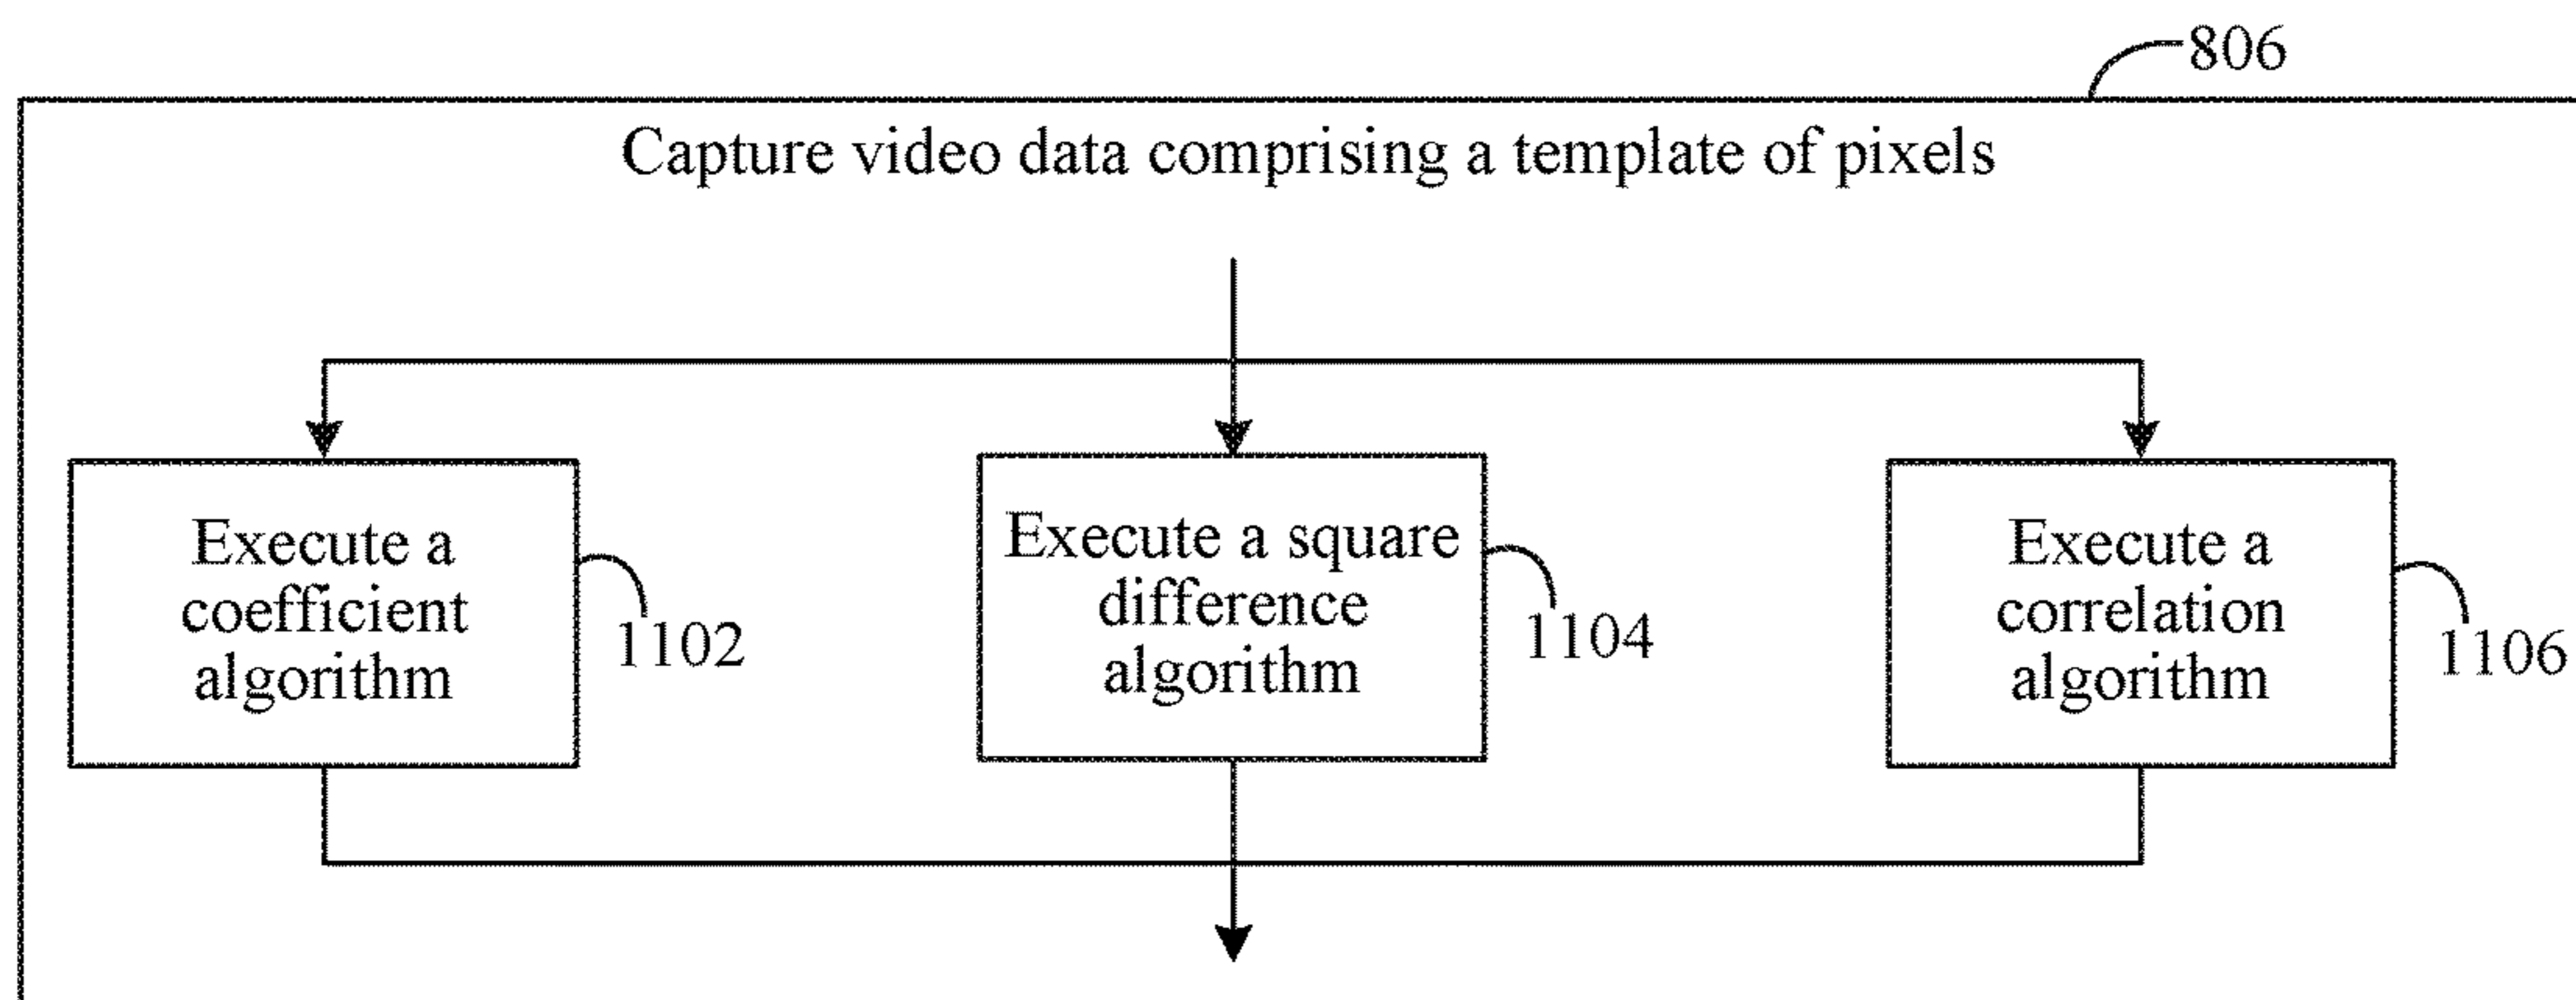 806
Capture video data comprising a template of pixels
Execute a
coefficient
algorithm
1102
Execute a square
difference
algorithm
1104
Execute a
correlation
algorithm
1106